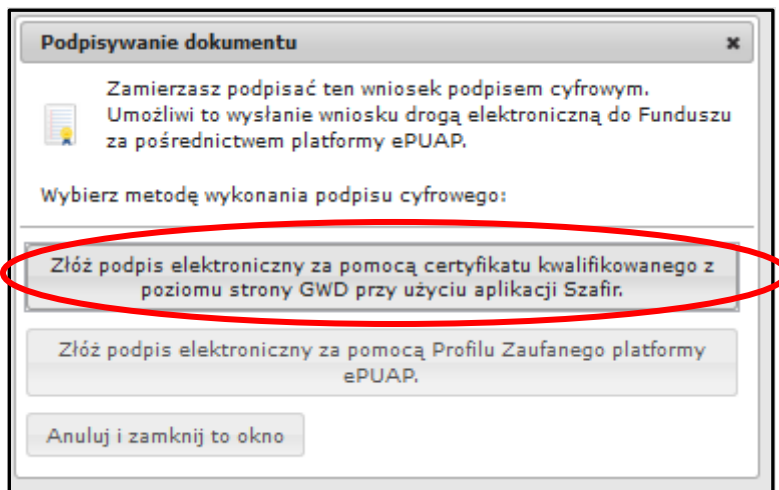 Podpisywanie dokumentu
Zamierzasz podpisać ten wniosek podpisem cyfrowym.
Umożliwi to wysłanie wniosku drogą elektroniczną do Funduszu
za pośrednictwem platformy ePUAP.
Wybierz metodę wykonania podpisu cyfrowego:
Złóż podpis elektroniczny za pomocą certyfikatu kwalifikowanego z
poziomu strony GWD przy użyciu aplikacji Szafir.
Złóż podpis elektroniczny za pomocą Profilu Zaufanego platformy
ePUAP.
Anuluj i zamknij to okno